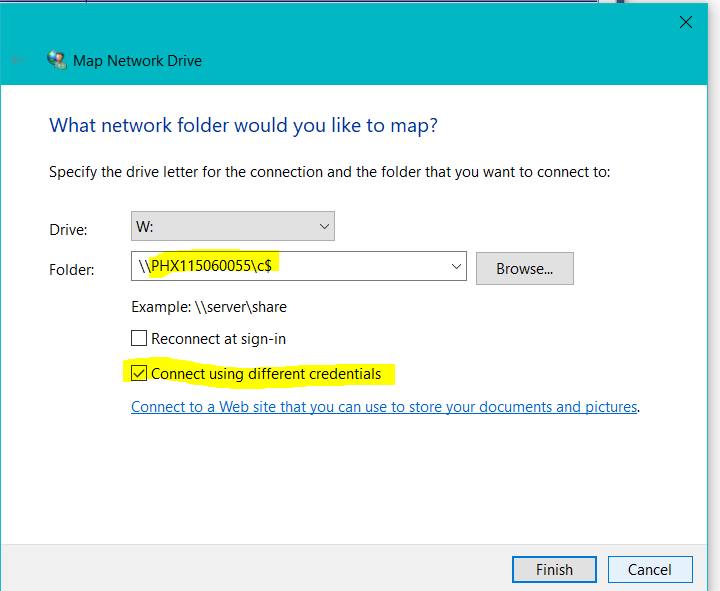 Map Network Drive
What network folder would you like to map?
Specify the drive letter for the connection and the folder that you want to connect to:
Drive: W:
Folder: \\PHX115060055\c$ Browse...
Example: \\server\share
Reconnect at sign-in
Connect using different credentials
Connect to a Web site that you can use to store your documents and pictures.
Finish Cancel